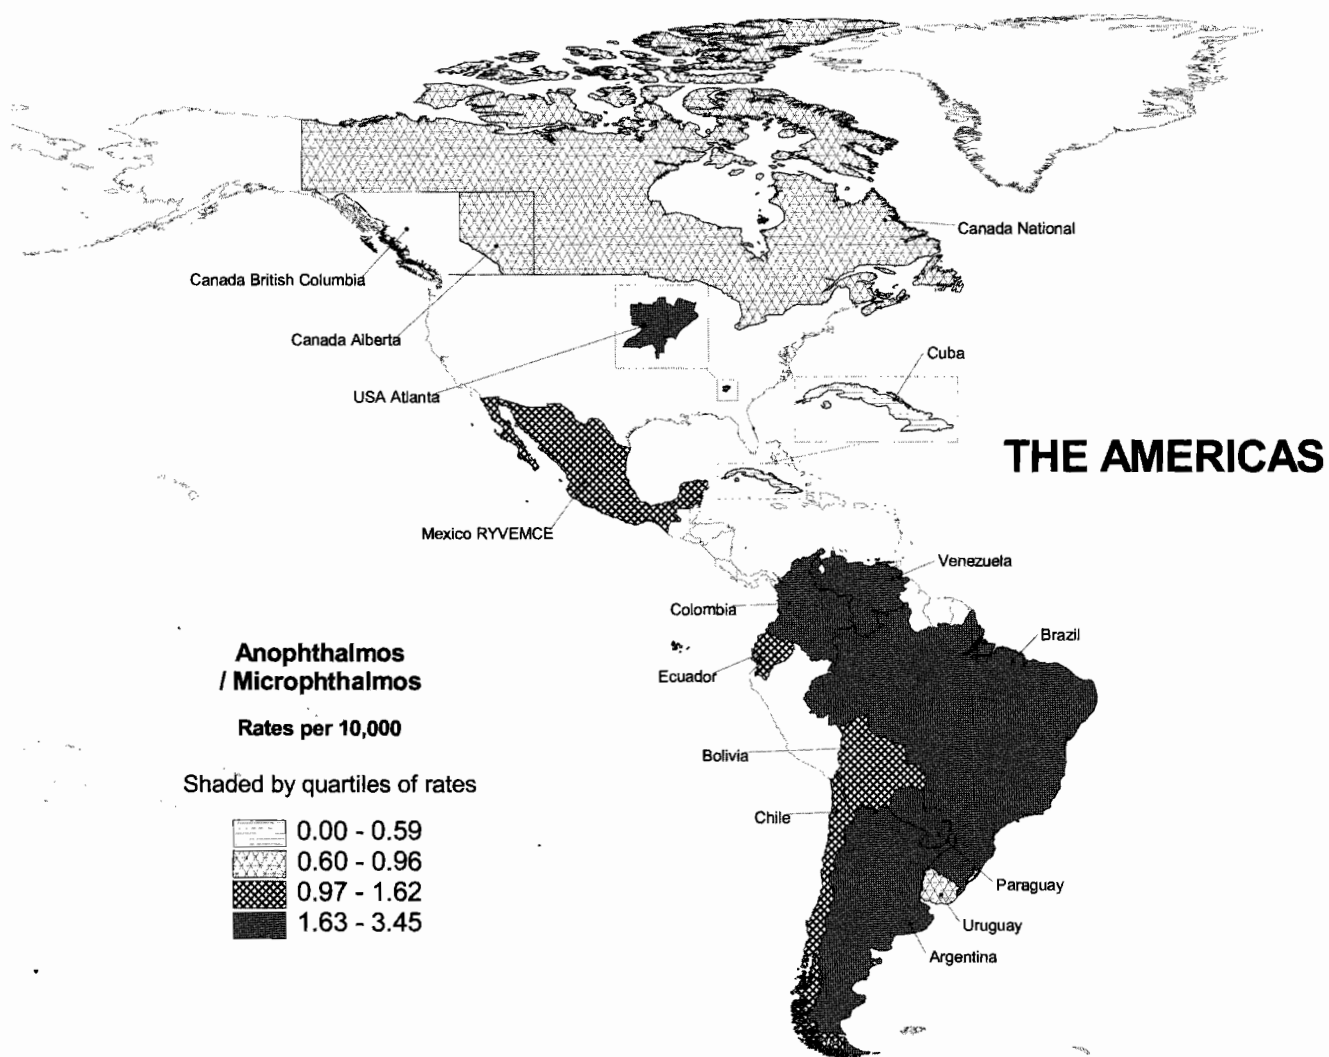 Canada National
Canada British Columbia
Canada Alberta
Cuba
USA Atlanta
THE AMERICAS
Mexico RYVEMCE
Venezuela
Colombia
Brazil
Ecuador
Anophthalmos
/ Microphthalmos
Rates per 10,000
Bolivia
Shaded by quartiles of rates
Chile
0.00 - 0.59
0.60 - 0.96
0.97 - 1.62
1.63 - 3.45
Paraguay
Uruguay
Argentina